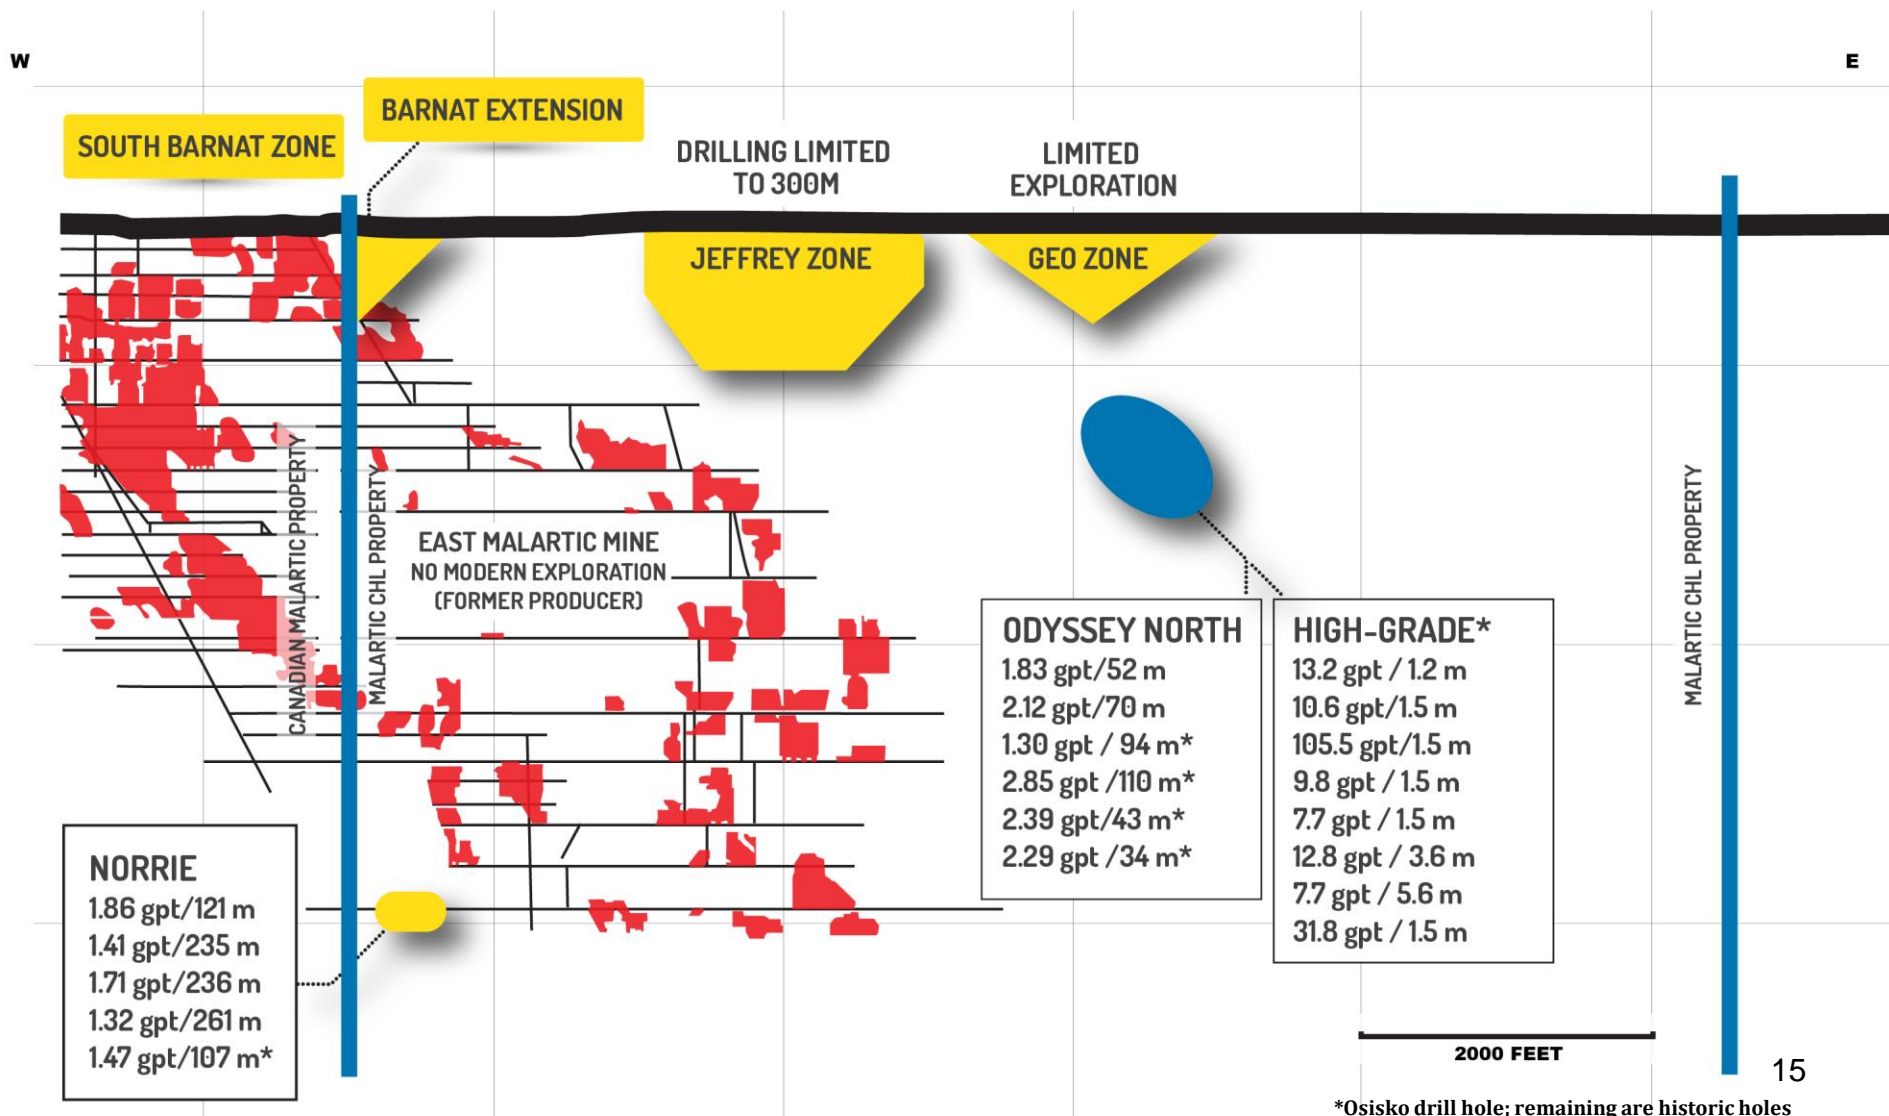 W
E
SOUTH BARNAT ZONE
BARNAT EXTENSION
DRILLING LIMITED
TO 300M
LIMITED
EXPLORATION
JEFFREY ZONE
GEO ZONE
CANADIAN MALARTIC PROPERTY
MALARTIC CHL PROPERTY
EAST MALARTIC MINE
NO MODERN EXPLORATION
(FORMER PRODUCER)
MALARTIC CHL PROPERTY
ODYSSEY NORTH
1.83 gpt/52 m
2.12 gpt/70 m
1.30 gpt / 94 m*
2.85 gpt /110 m*
2.39 gpt/43 m*
2.29 gpt /34 m*
HIGH-GRADE*
13.2 gpt / 1.2 m
10.6 gpt/1.5 m
105.5 gpt/1.5 m
9.8 gpt / 1.5 m
7.7 gpt / 1.5 m
12.8 gpt / 3.6 m
7.7 gpt / 5.6 m
31.8 gpt / 1.5 m
NORRIE
1.86 gpt/121 m
1.41 gpt/235 m
1.71 gpt/236 m
1.32 gpt/261 m
1.47 gpt/107 m*
2000 FEET
15
*Osisko drill hole; remaining are historic holes